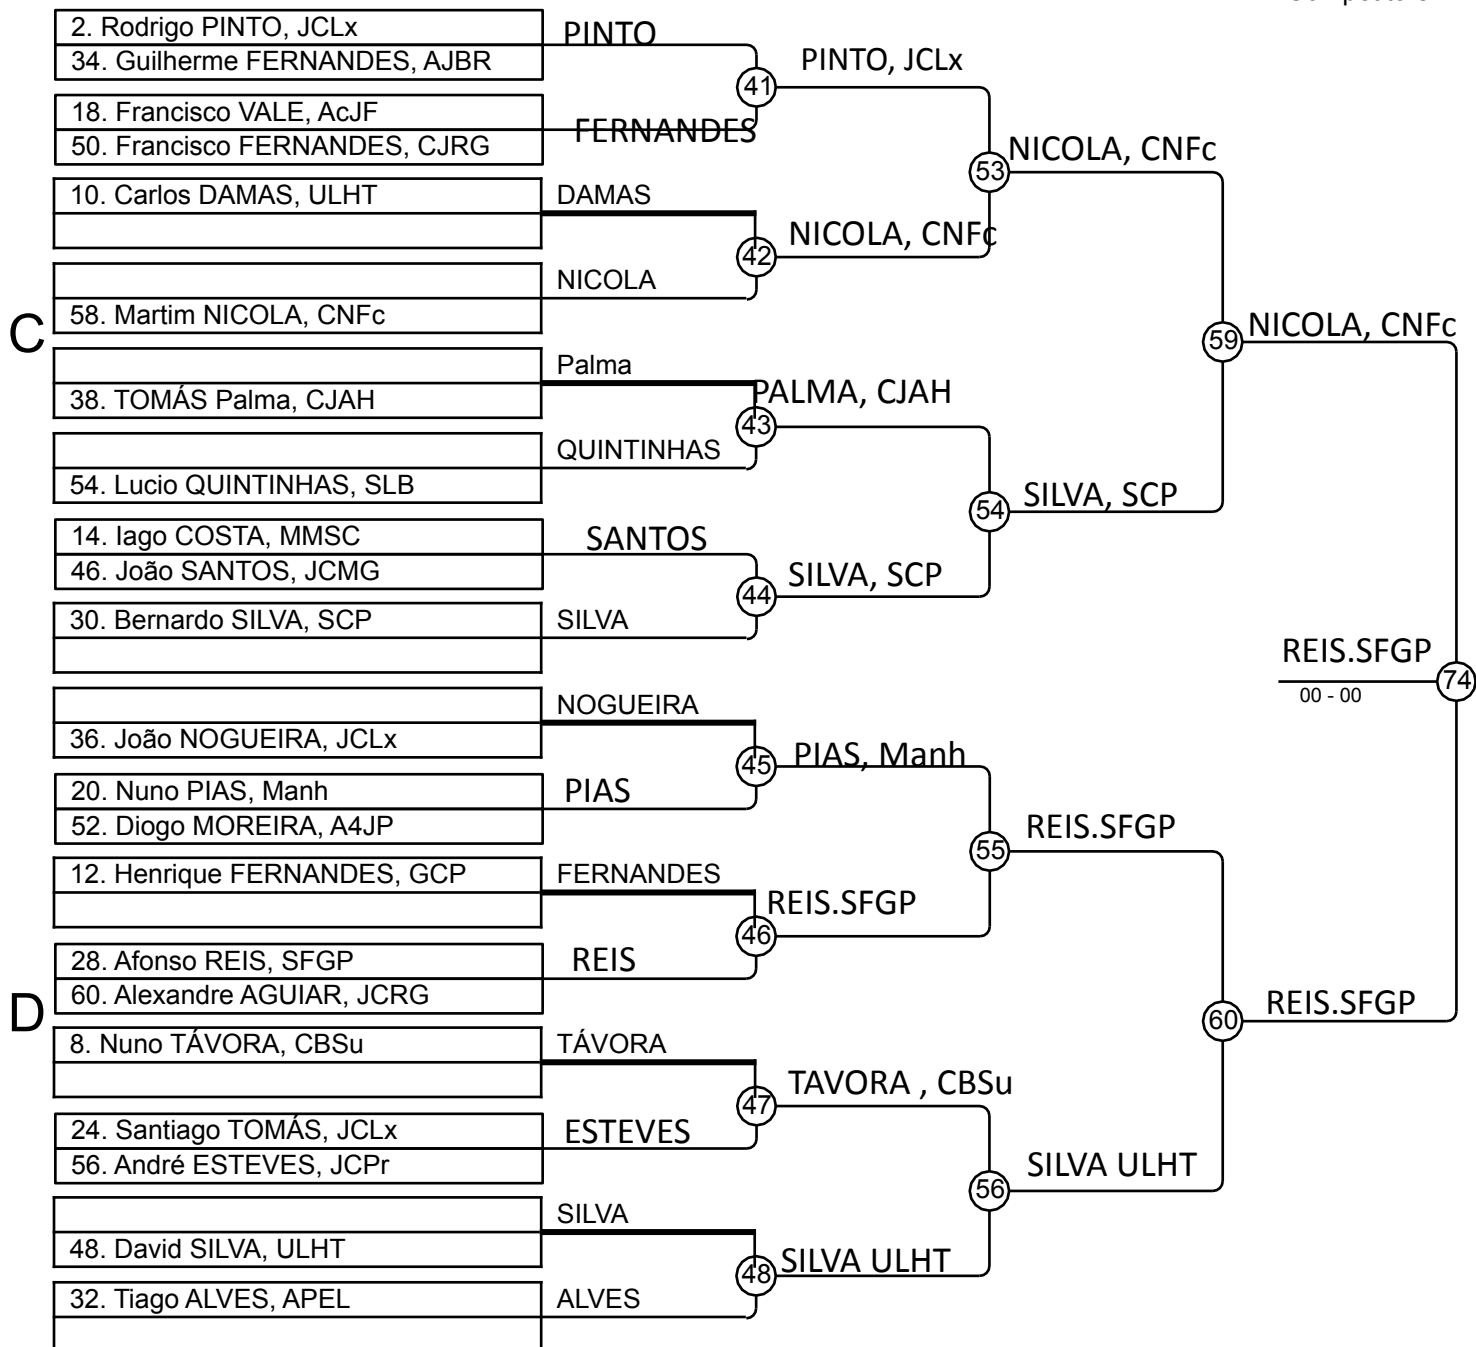 2. Rodrigo PINTO, JCLx
PINTO
34. Guilherme FERNANDES, AJBR
PINTO, JCLx
41
18. Francisco VALE, AcJF
FERNANDES
50. Francisco FERNANDES, CJRG
NICOLA, CNFc
53
10. Carlos DAMAS, ULHT
DAMAS
NICOLA, CNFc
42
NICOLA
58. Martim NICOLA, CNFc
C
NICOLA, CNFc
59
Palma
38. TOMÁS Palma, CJAH
PALMA, CJAH
43
QUINTINHAS
54. Lucio QUINTINHAS, SLB
SILVA, SCP
54
14. Iago COSTA, MMSC
SANTOS
46. João SANTOS, JCMG
SILVA, SCP
44
30. Bernardo SILVA, SCP
SILVA
REIS.SFGP
74
00 - 00
NOGUEIRA
36. João NOGUEIRA, JCLx
PIAS, Manh
45
20. Nuno PIAS, Manh
PIAS
52. Diogo MOREIRA, A4JP
REIS.SFGP
55
12. Henrique FERNANDES, GCP
FERNANDES
REIS.SFGP
46
28. Afonso REIS, SFGP
REIS
60. Alexandre AGUIAR, JCRG
D
REIS.SFGP
60
8. Nuno TÁVORA, CBSu
TÁVORA
TAVORA , CBSu
47
24. Santiago TOMÁS, JCLx
ESTEVES
56. André ESTEVES, JCPr
SILVA ULHT
56
SILVA
48. David SILVA, ULHT
SILVA ULHT
48
32. Tiago ALVES, APEL
ALVES